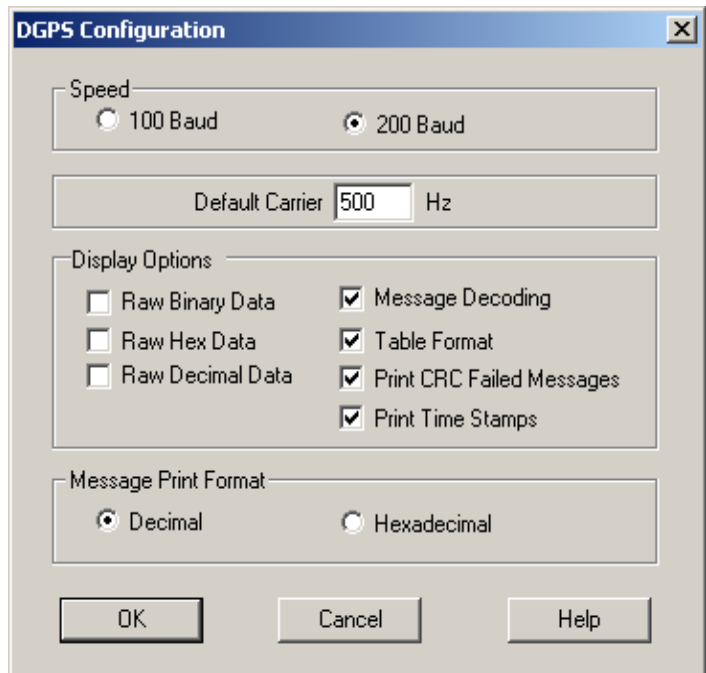 DGPS Configuration
Speed
100 Baud
200 Baud
Default Carrier 500 Hz
Display Options
Raw Binary Data
Message Decoding
Raw Hex Data
Table Format
Raw Decimal Data
Print CRC Failed Messages
Print Time Stamps
Message Print Format
Decimal
Hexadecimal
OK
Cancel
Help